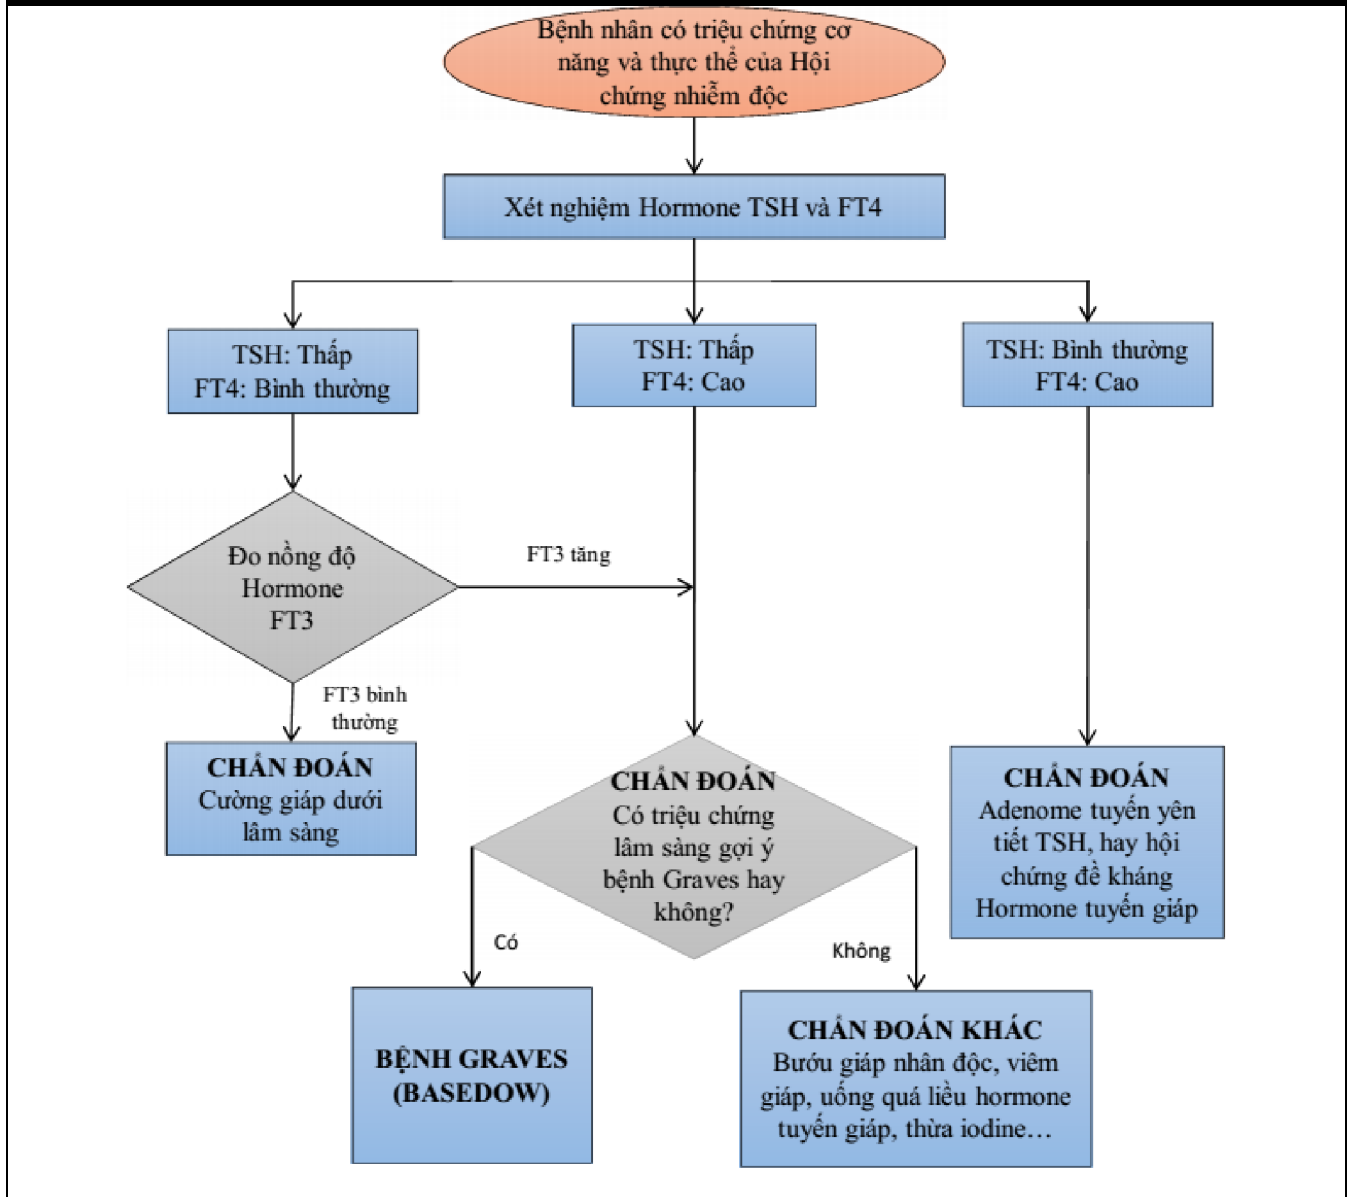 Bệnh nhân có triệu chứng cơ
năng và thực thể của Hội
chứng nhiễm độc
Xét nghiệm Hormone TSH và FT4
TSH: Thấp
FT4: Bình thường
TSH: Thấp
FT4: Cao
TSH: Bình thường
FT4: Cao
Đo nồng độ
Hormone
FT3
FT3 tăng
FT3 bình
thường
CHẨN ĐOÁN
Cường giáp dưới
lâm sàng
CHẨN ĐOÁN
Có triệu chứng
lâm sàng gợi ý
bệnh Graves hay
không?
CHẨN ĐOÁN
Adenome tuyến yên
tiết TSH, hay hội
chứng đề kháng
Hormone tuyến giáp
Có
Không
BỆNH GRAVES
(BASEDOW)
CHẨN ĐOÁN KHÁC
Bướu giáp nhân độc, viêm
giáp, uống quá liều hormone
tuyến giáp, thừa iodine…